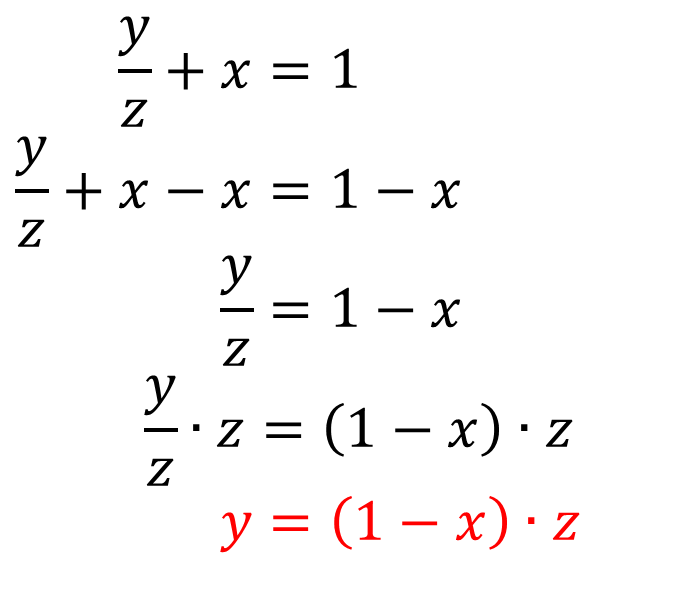 y/z + x = 1
y/z + x − x = 1 − x
y/z = 1 − x
y/z · z = (1 − x) · z
y = (1 − x) · z